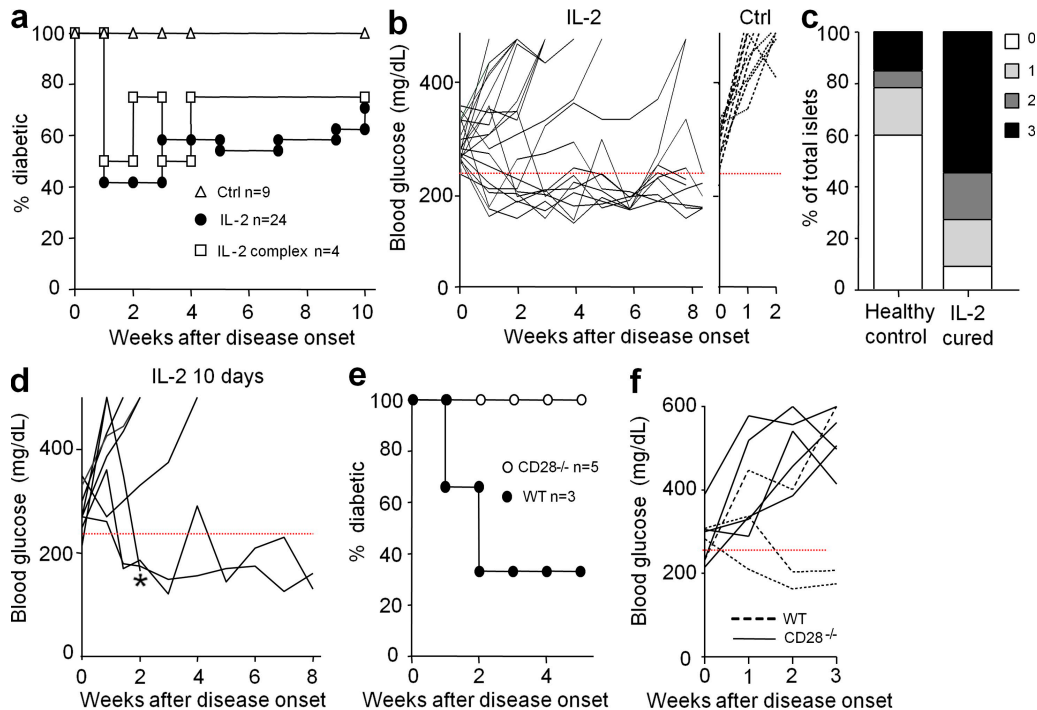 a
% diabetic
100
80
60
40
20
0
Ctrl n=9
IL-2 n=24
IL-2 complex n=4
0 2 4 6 8 10
Weeks after disease onset
b
IL-2
Ctrl
Blood glucose (mg/dL)
400
200
0
0 2 4 6 8
0 1 2
Weeks after disease onset
c
% of total islets
100
80
60
40
20
0
0
1
2
3
Healthy
control
IL-2
cured
d
IL-2 10 days
Blood glucose (mg/dL)
400
200
0
*
0 2 4 6 8
Weeks after disease onset
e
% diabetic
100
80
60
40
20
0
CD28-/- n=5
WT n=3
0 2 4
Weeks after disease onset
f
Blood glucose (mg/dL)
600
400
200
0
WT
CD28-/-
0 1 2 3
Weeks after disease onset